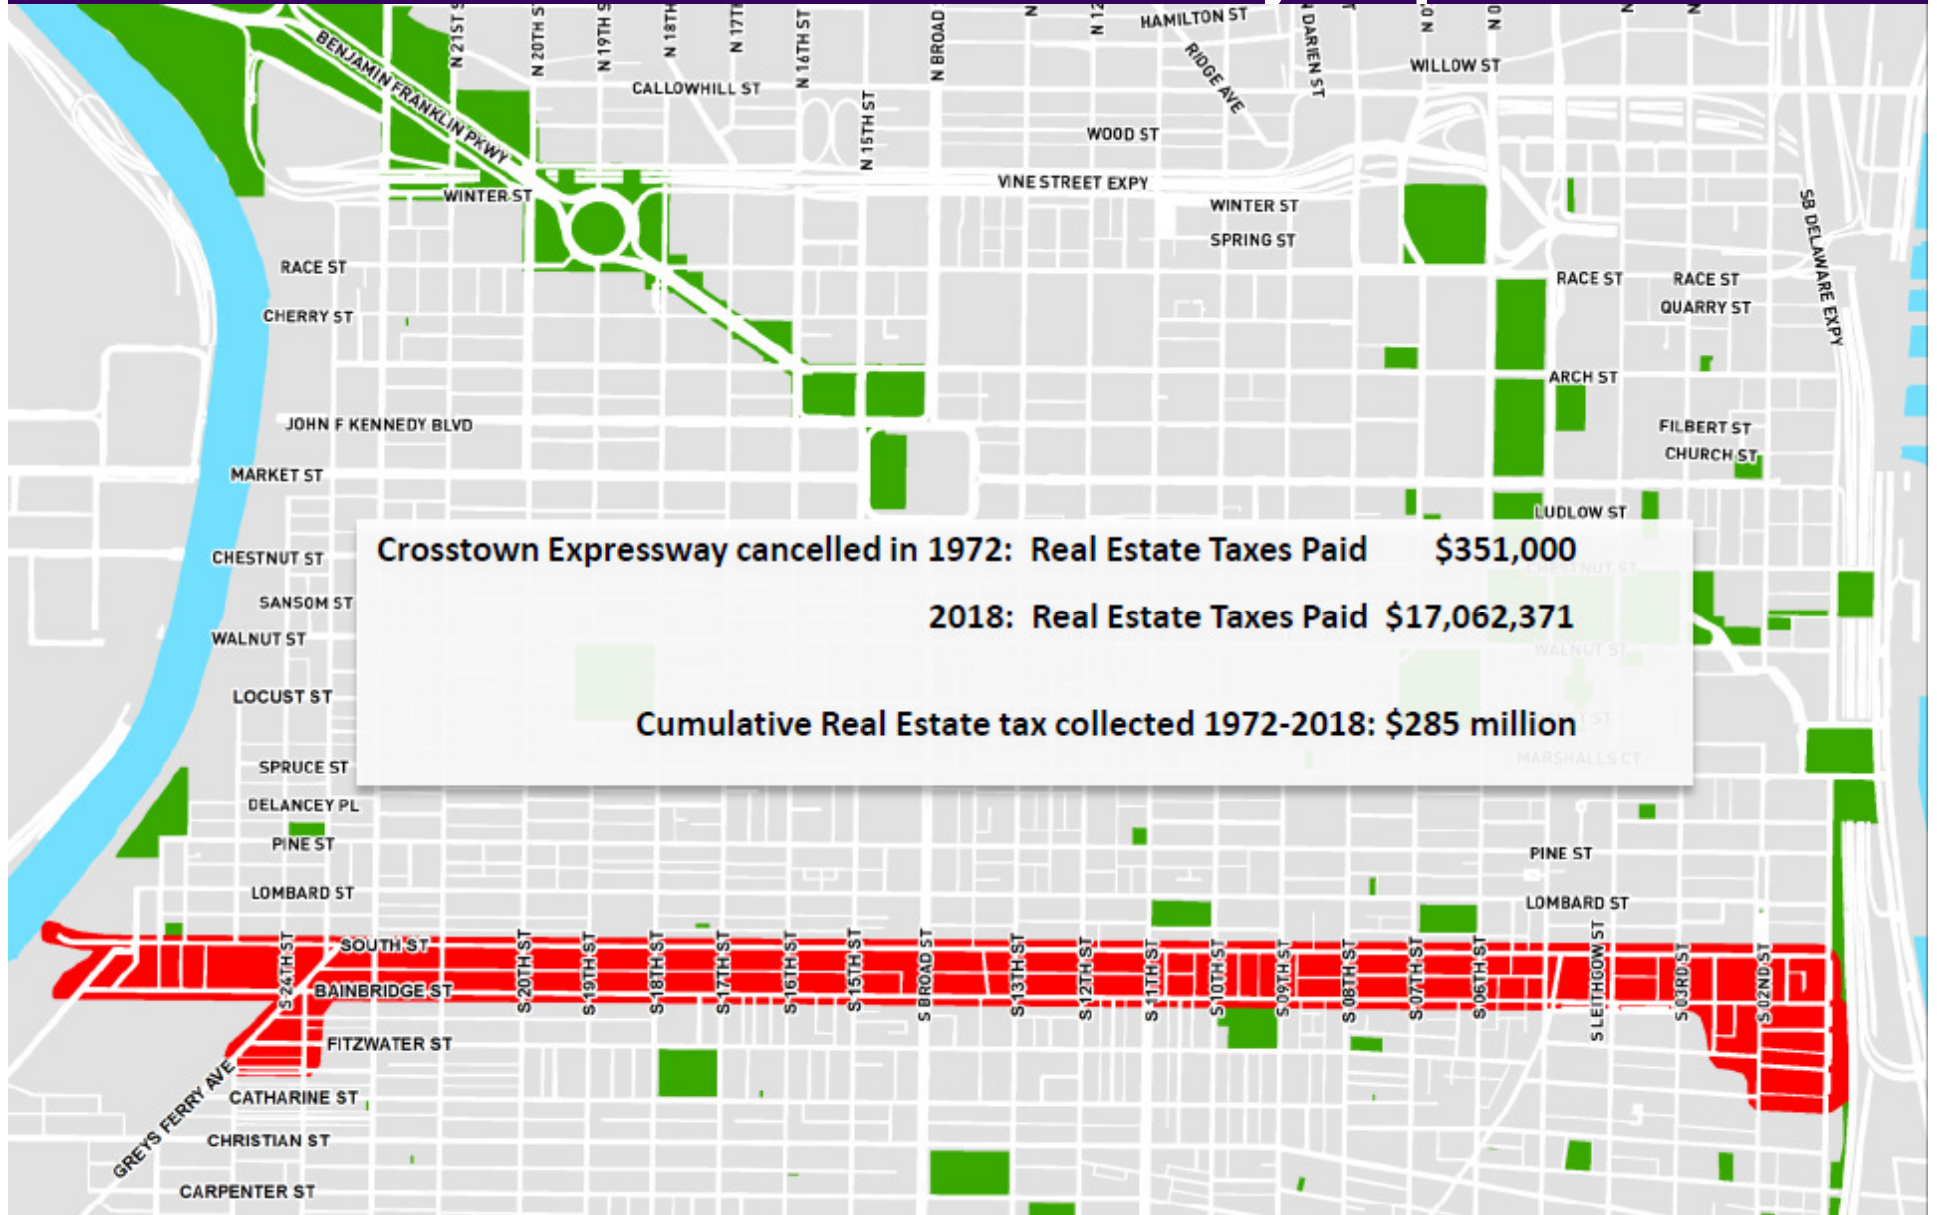 N 21ST S
N 20TH ST
N 19TH S
N 18TH
N 17TH
N 16TH ST
N BROAD
N 12
HAMILTON ST
N DARIEN ST
BENJAMIN FRANKLIN PKWY
CALLOWHILL ST
N 15TH ST
RIDGE AVE
WILLOW ST
WOOD ST
WINTER ST
VINE STREET EXPY
WINTER ST
SPRING ST
SB DELAWARE EXPY
RACE ST
RACE ST
RACE ST
CHERRY ST
QUARRY ST
ARCH ST
JOHN F KENNEDY BLVD
FILBERT ST
CHURCH ST
MARKET ST
LUDLOW ST
Crosstown Expressway cancelled in 1972: Real Estate Taxes Paid $351,000
CHESTNUT ST
CHESTNUT ST
SANSOM ST
2018: Real Estate Taxes Paid $17,062,371
WALNUT ST
WALNUT ST
LOCUST ST
Cumulative Real Estate tax collected 1972-2018: $285 million
MARSHALLS CT
SPRUCE ST
DELANCEY PL
PINE ST
PINE ST
LOMBARD ST
LOMBARD ST
SOUTH ST
S 24TH ST
S 20TH ST
S 19TH ST
S 18TH ST
S 17TH ST
S 16TH ST
S 15TH ST
S BROAD ST
S 13TH ST
S 12TH ST
S 11TH ST
S 10TH ST
S 09TH ST
S 08TH ST
S 07TH ST
S 06TH ST
S LEITHGOW ST
S 03RD ST
S 02ND ST
BAINBRIDGE ST
FITZWATER ST
GREYS FERRY AVE
CATHARINE ST
CHRISTIAN ST
CARPENTER ST